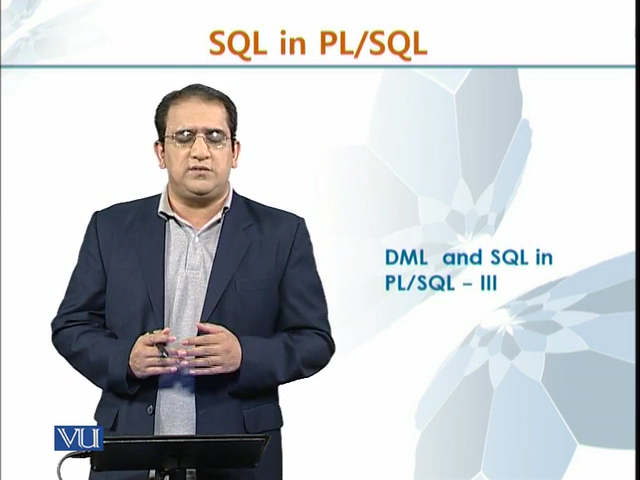 SQL in PL/SQL
DML and SQL in
PL/SQL – III
VU